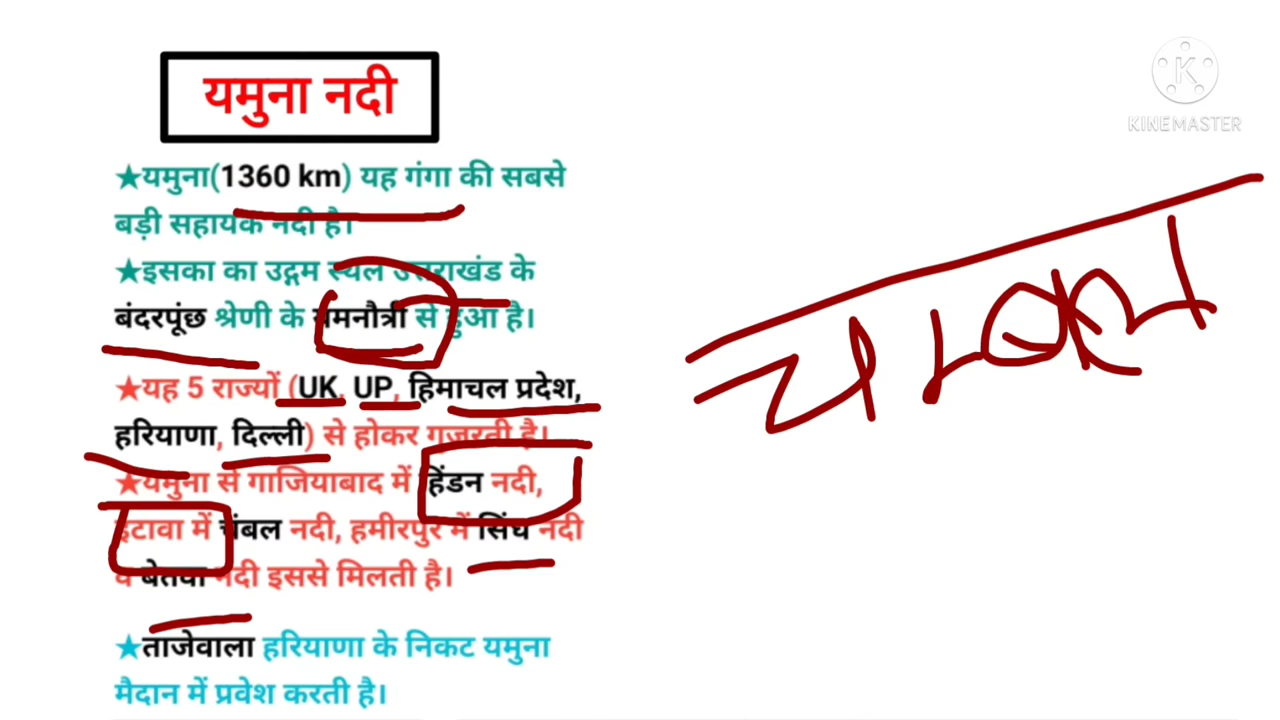 यमुना नदी
★यमुना(1360 km) यह गंगा की सबसे
बड़ी सहायक नदी है।
★इसका का उद्गम स्थल उत्तराखंड के
बंदरपूंछ श्रेणी के यमनौत्री से हुआ है।
★यह 5 राज्यों (UK, UP, हिमाचल प्रदेश,
हरियाणा, दिल्ली) से होकर गुजरती है।
★यमुना से गाजियाबाद में हिंडन नदी,
इटावा में चंबल नदी, हमीरपुर में सिंध नदी
व बेतवा नदी इससे मिलती है।
★ताजेवाला हरियाणा के निकट यमुना
मैदान में प्रवेश करती है।
K
KINEMASTER